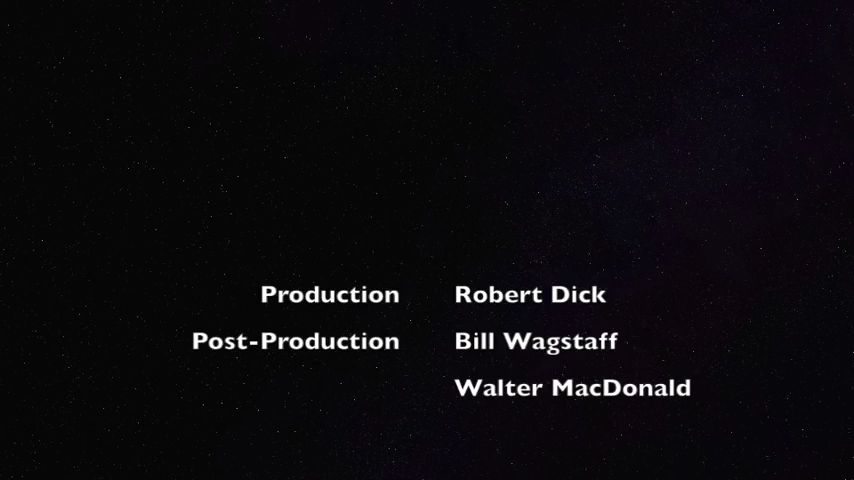 Production Robert Dick
Post-Production Bill Wagstaff
Walter MacDonald